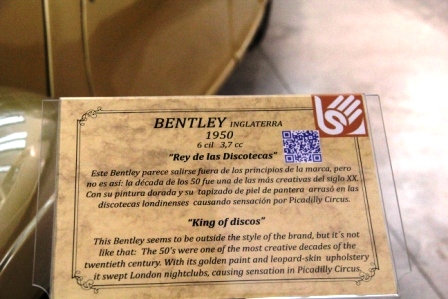 BENTLEY INGLATERRA
1950
6 cil 3,7 cc
“Rey de las Discotecas”
Este Bentley parece salirse fuera de los principios de la marca, pero
no es así: la década de los 50 fue una de las más creativas del siglo XX.
Con su pintura dorada y su tapizado de piel de pantera arrasó en las
discotecas londinenses causando sensación por Picadilly Circus.
“King of discos”
This Bentley seems to be outside the style of the brand, but it´s not
like that: The 50's were one of the most creative decades of the
twentieth century. With its golden paint and leopard-skin upholstery
it swept London nightclubs, causing sensation in Picadilly Circus.